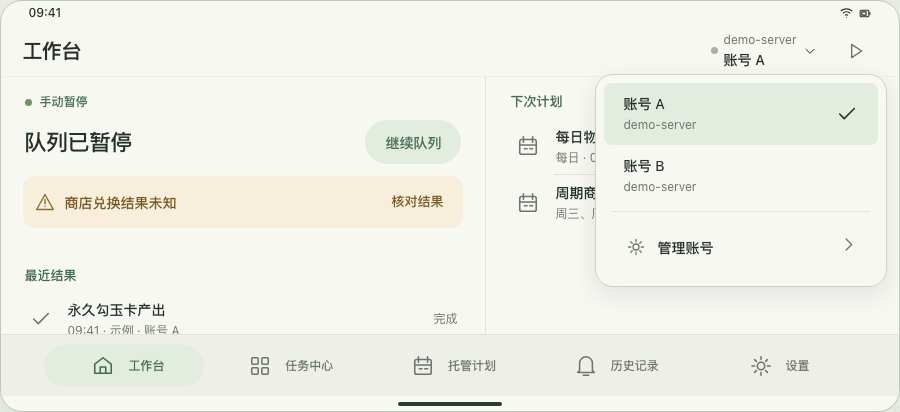 09:41
工作台
demo-server
账号 A
手动暂停
队列已暂停
继续队列
商店兑换结果未知
核对结果
最近结果
永久勾玉卡产出
09:41 · 示例 · 账号 A
完成
下次计划
每日物
每日 ·
周期商
周三、
账号 A
demo-server
账号 B
demo-server
管理账号
工作台
任务中心
托管计划
历史记录
设置